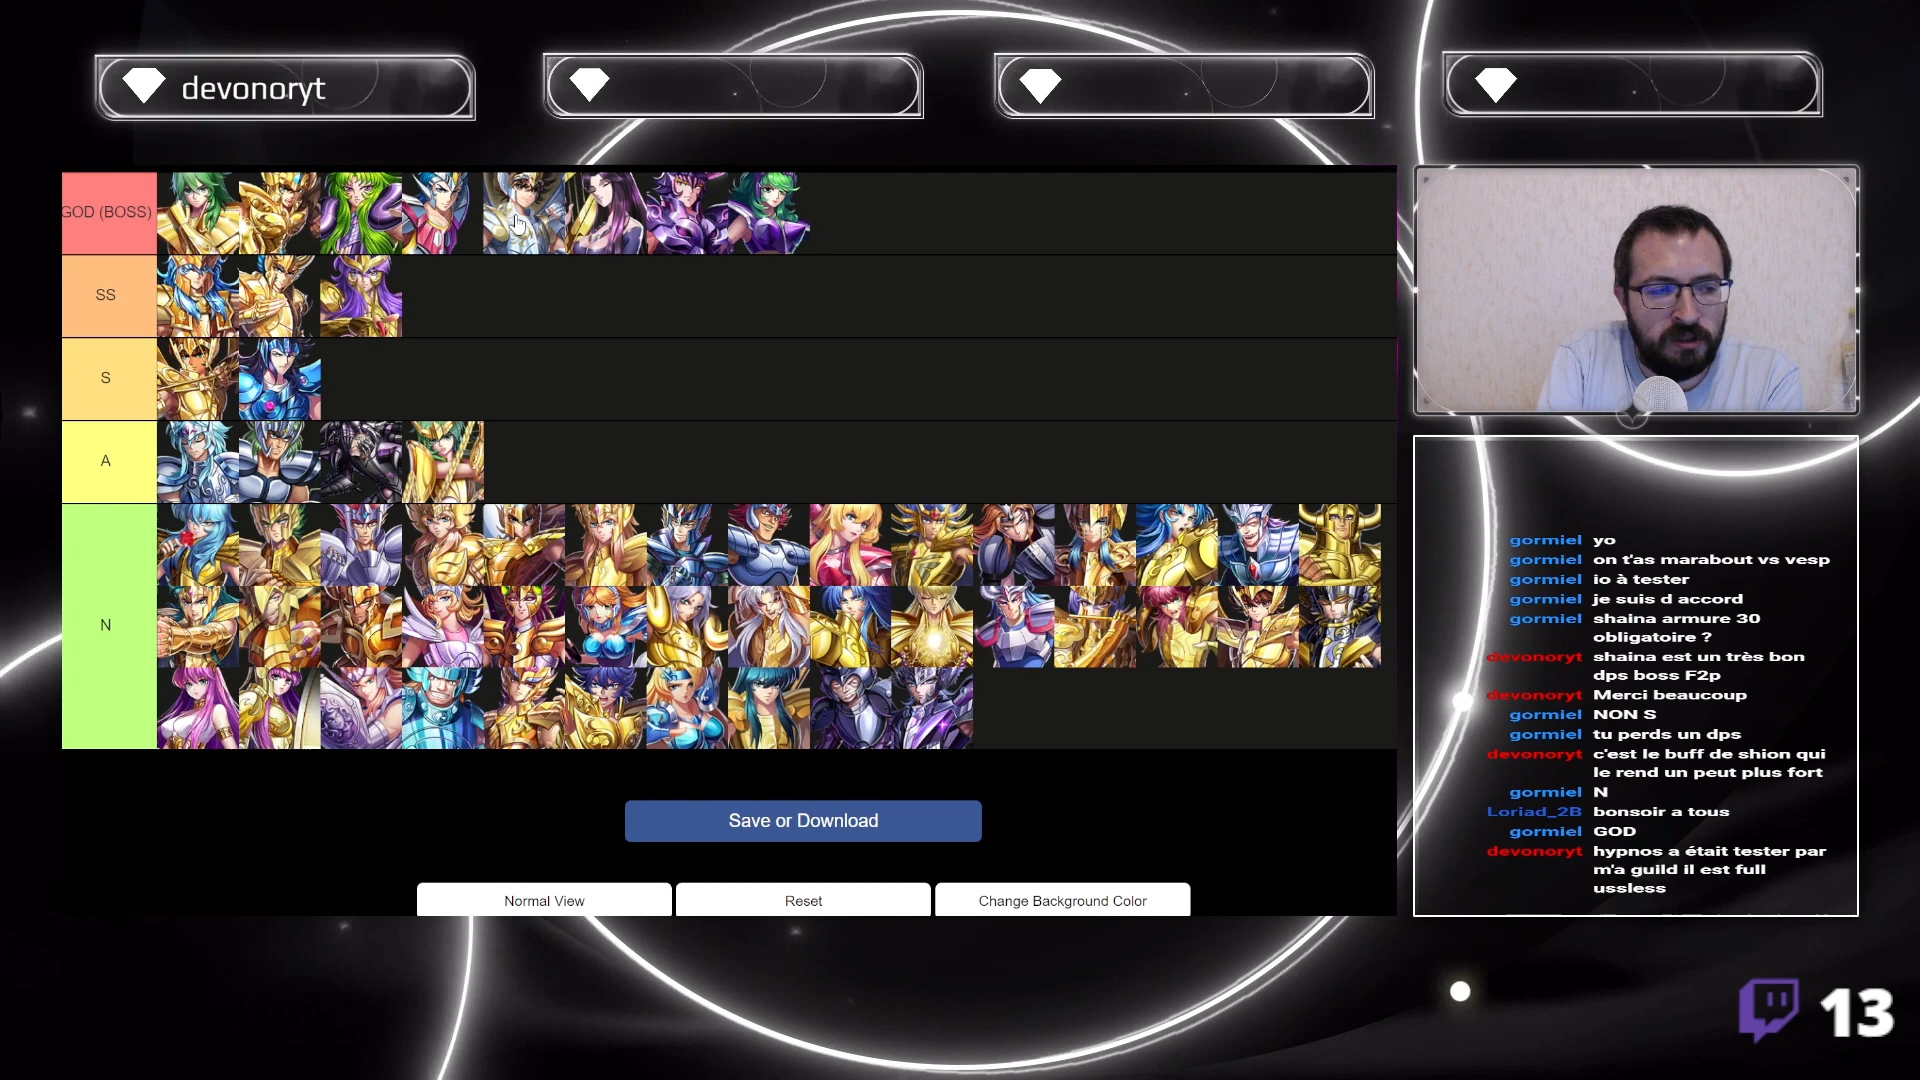 devonoryt
GOD (BOSS)
SS
S
A
N
Save or Download
Normal View
Reset
Change Background Color
gormiel yo
gormiel on t'as marabout vs vesp
gormiel io à tester
gormiel je suis d accord
gormiel shaina armure 30
obligatoire ?
devonoryt shaina est un très bon
dps boss F2p
devonoryt Merci beaucoup
gormiel NON S
gormiel tu perds un dps
devonoryt c'est le buff de shion qui
le rend un peut plus fort
gormiel N
Loriad_2B bonsoir a tous
gormiel GOD
devonoryt hypnos a était tester par
m'a guild il est full
ussless
13